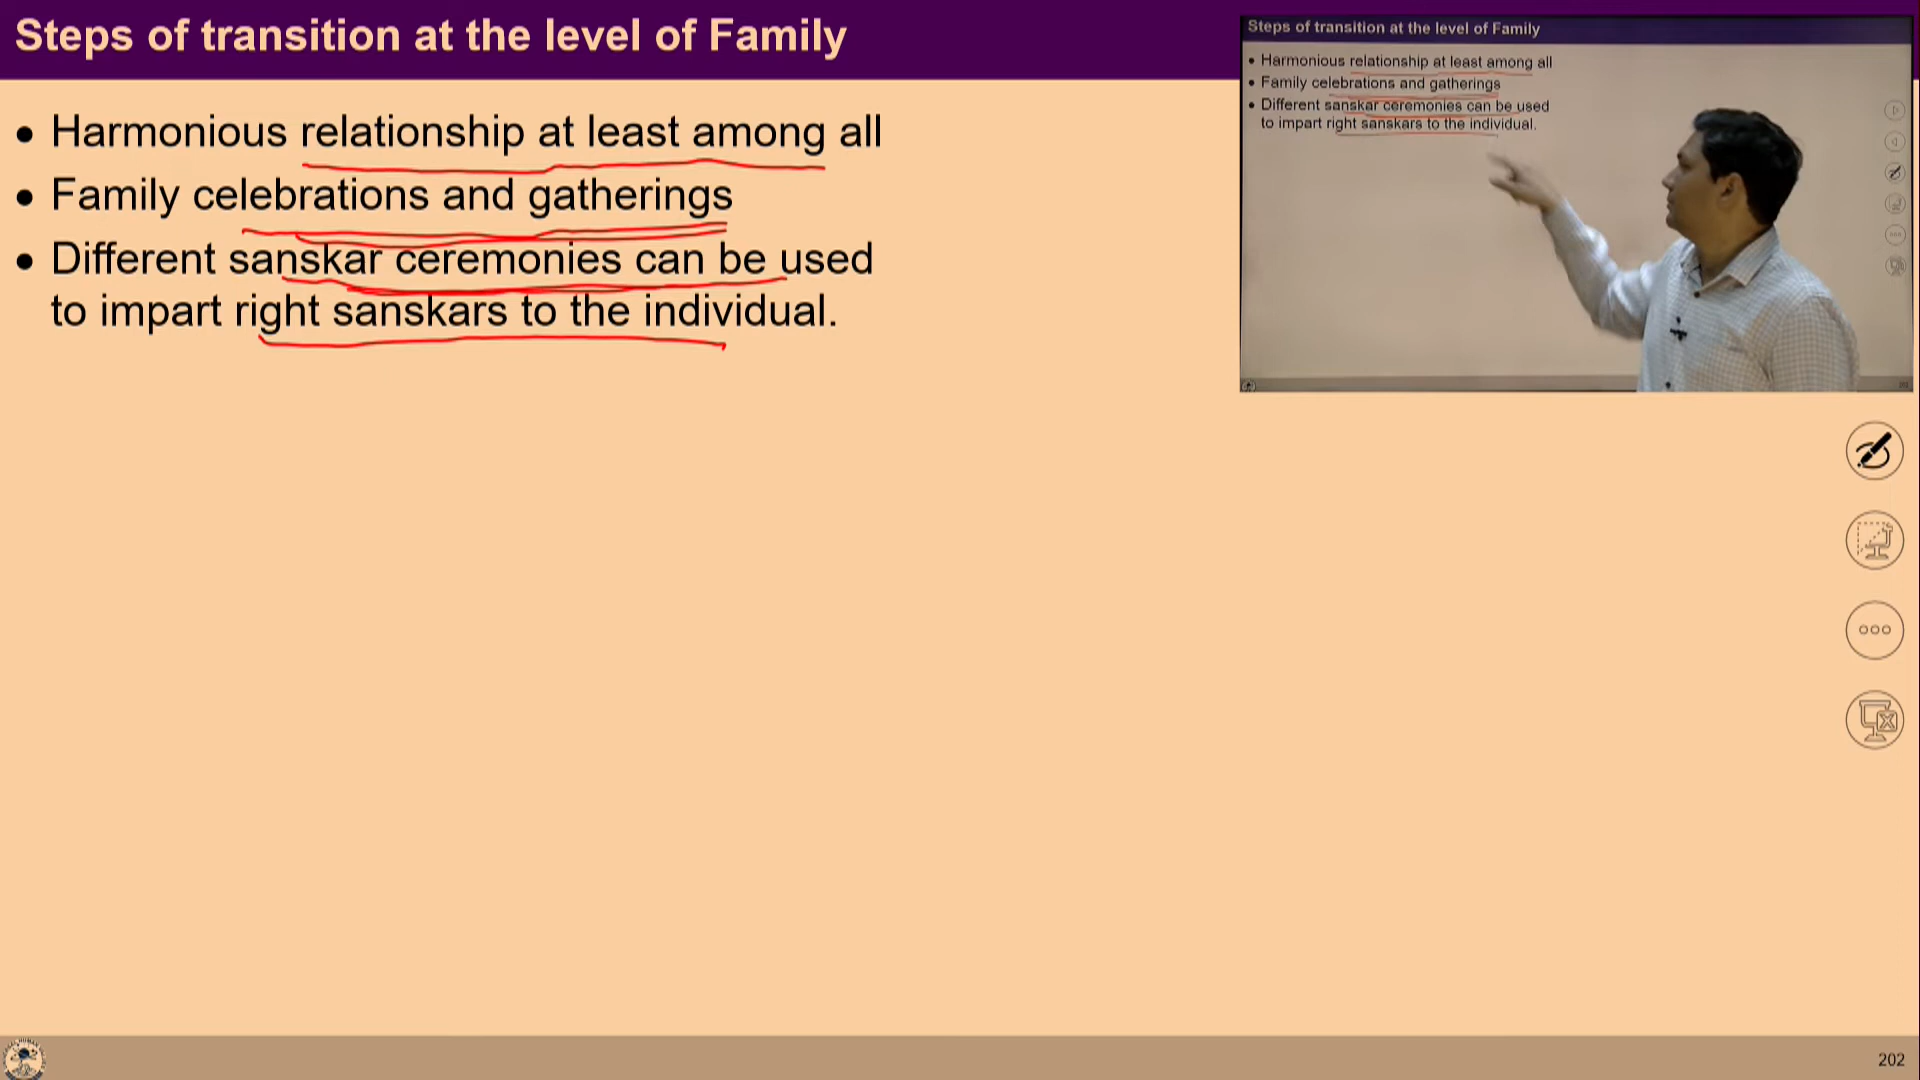 Steps of transition at the level of Family
• Harmonious relationship at least among all
• Family celebrations and gatherings
• Different sanskar ceremonies can be used
to impart right sanskars to the individual.
Steps of transition at the level of Family
• Harmonious relationship at least among all
• Family celebrations and gatherings
• Different sanskar ceremonies can be used
to impart right sanskars to the individual.
202